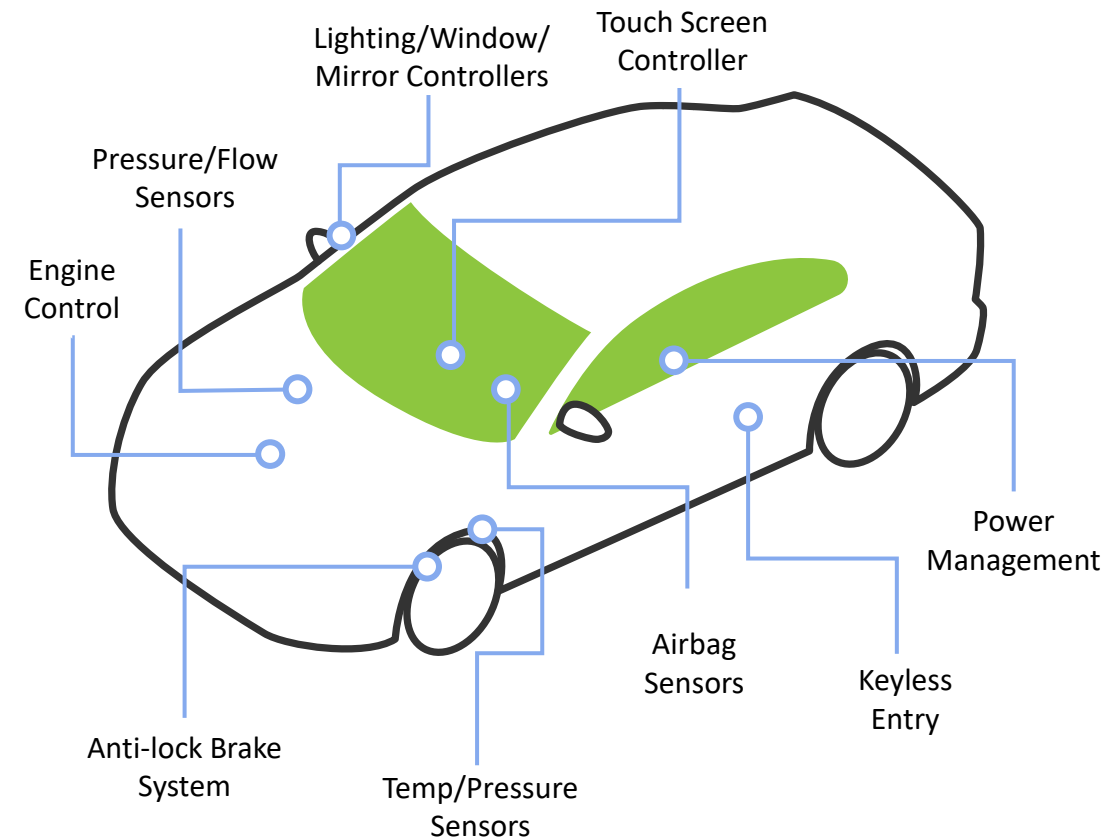 Lighting/Window/
Mirror Controllers
Touch Screen
Controller
Pressure/Flow
Sensors
Engine
Control
Power
Management
Airbag
Sensors
Keyless
Entry
Anti-lock Brake
System
Temp/Pressure
Sensors